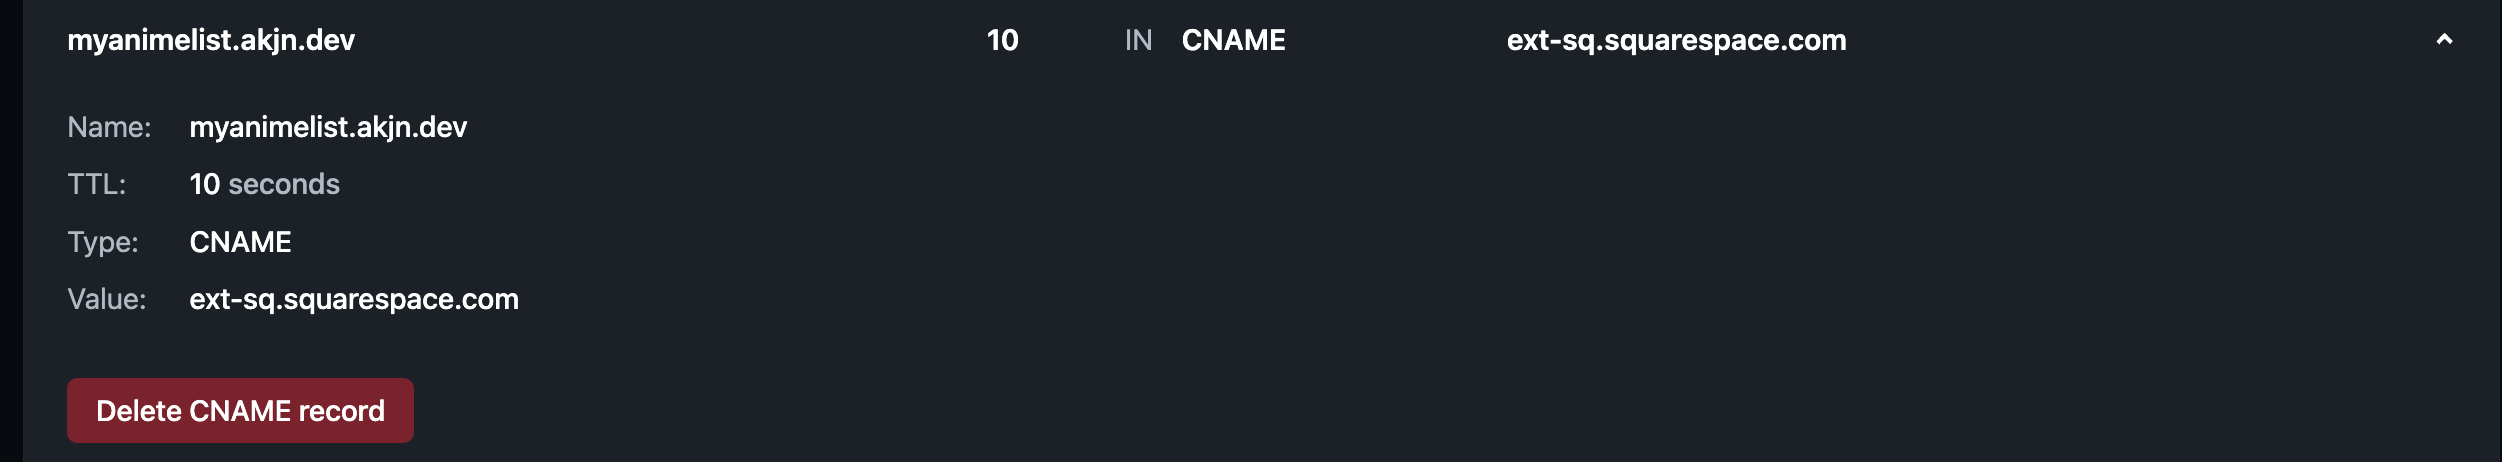 myanimelist.akjn.dev 10 IN CNAME ext-sq.squarespace.com
Name: myanimelist.akjn.dev
TTL: 10 seconds
Type: CNAME
Value: ext-sq.squarespace.com
Delete CNAME record